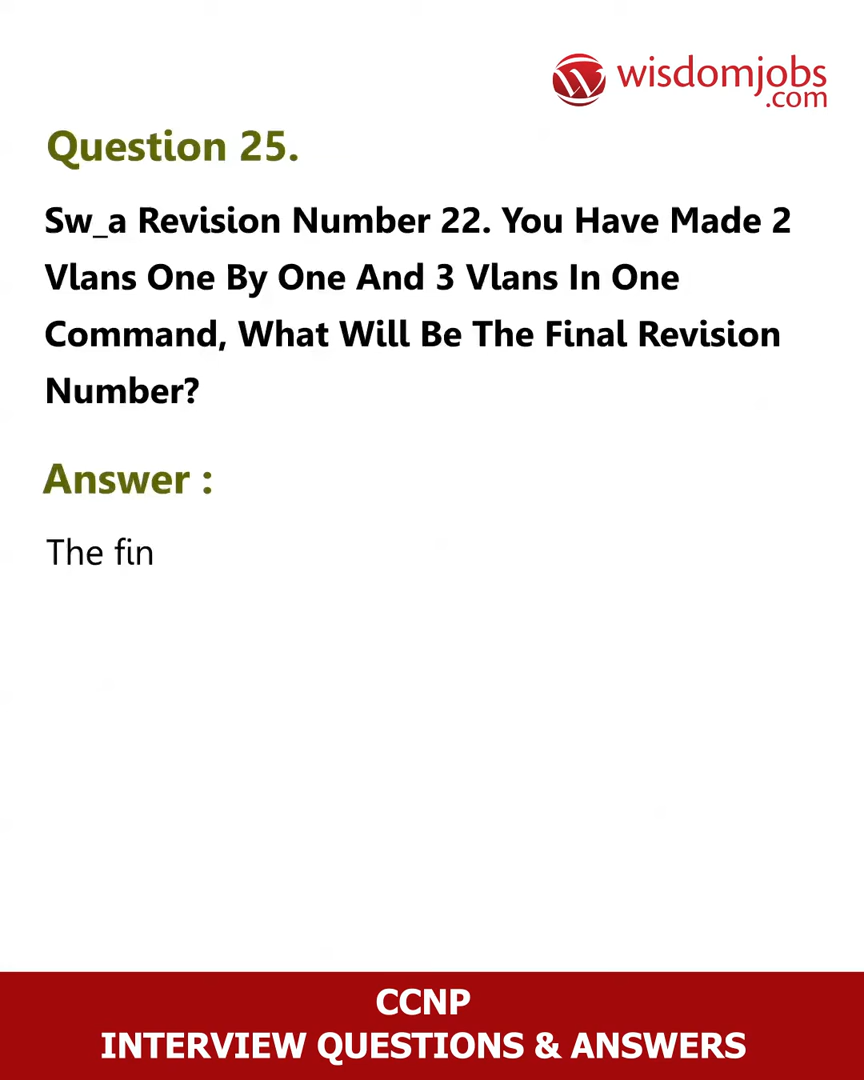 wisdomjobs
.com
Question 25.
Sw_a Revision Number 22. You Have Made 2
Vlans One By One And 3 Vlans In One
Command, What Will Be The Final Revision
Number?
Answer :
The fin
CCNP
INTERVIEW QUESTIONS & ANSWERS